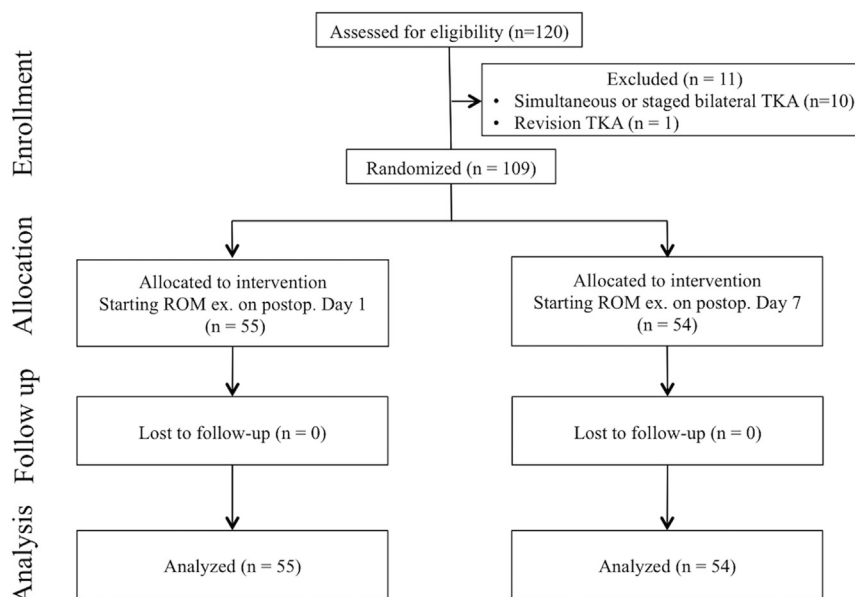 Enrollment
Assessed for eligibility (n=120)
Excluded (n = 11)
• Simultaneous or staged bilateral TKA (n=10)
• Revision TKA (n = 1)
Randomized (n = 109)
Allocation
Allocated to intervention
Starting ROM ex. on postop. Day 1
(n = 55)
Allocated to intervention
Starting ROM ex. on postop. Day 7
(n = 54)
Follow up
Lost to follow-up (n = 0)
Lost to follow-up (n = 0)
Analysis
Analyzed (n = 55)
Analyzed (n = 54)